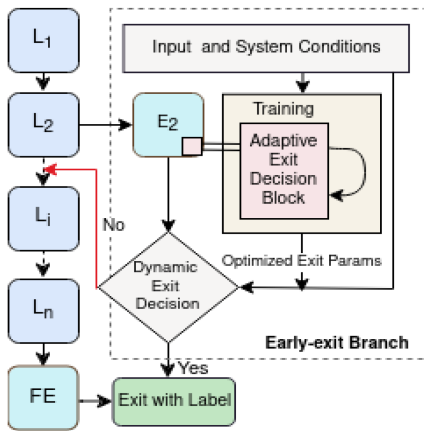 L1
Input and System Conditions
L2
E2
Training
Adaptive
Exit
Decision
Block
Li
No
Optimized Exit Params
Dynamic
Exit
Decision
Ln
Early-exit Branch
Yes
FE
Exit with Label